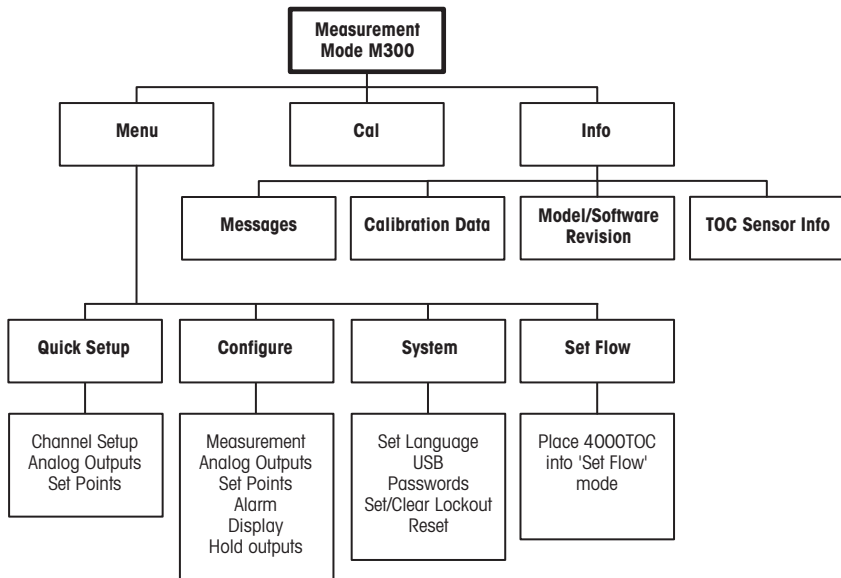 Measurement
Mode M300
Menu
Cal
Info
Messages
Calibration Data
Model/Software
Revision
TOC Sensor Info
Quick Setup
Configure
System
Set Flow
Channel Setup
Analog Outputs
Set Points
Measurement
Analog Outputs
Set Points
Alarm
Display
Hold outputs
Set Language
USB
Passwords
Set/Clear Lockout
Reset
Place 4000TOC
into 'Set Flow'
mode